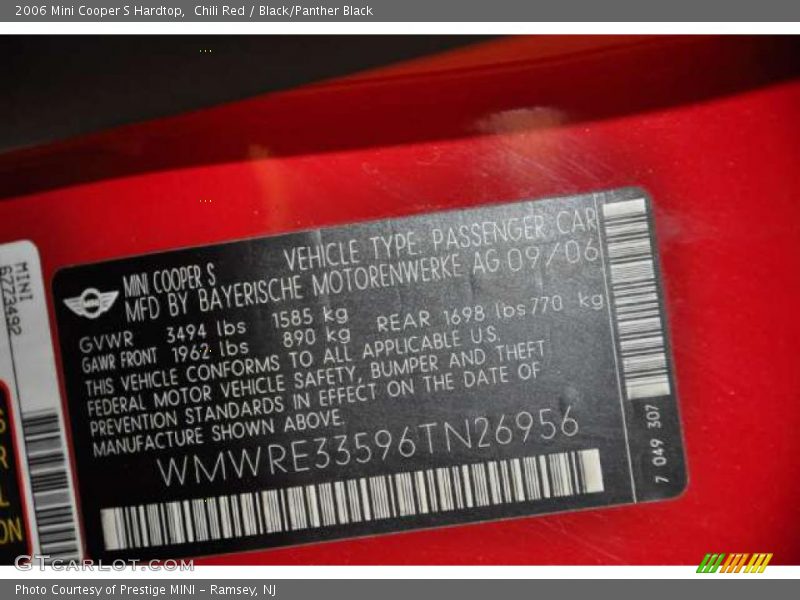 2006 Mini Cooper S Hardtop,  Chili Red / Black/Panther Black
MINI
6773492
MINI COOPER S
VEHICLE TYPE: PASSENGER CAR
MFD BY BAYERISCHE MOTORENWERKE AG 09/06
GVWR 3494 lbs 1585 kg
GAWR FRONT 1962 lbs 890 kg REAR 1698 lbs 770 kg
THIS VEHICLE CONFORMS TO ALL APPLICABLE U.S.
FEDERAL MOTOR VEHICLE SAFETY, BUMPER AND THEFT
PREVENTION STANDARDS IN EFFECT ON THE DATE OF
MANUFACTURE SHOWN ABOVE.
WMWRE33596TN26956
7 049 307
ON
GTcarlot.com
Photo Courtesy of Prestige MINI - Ramsey, NJ